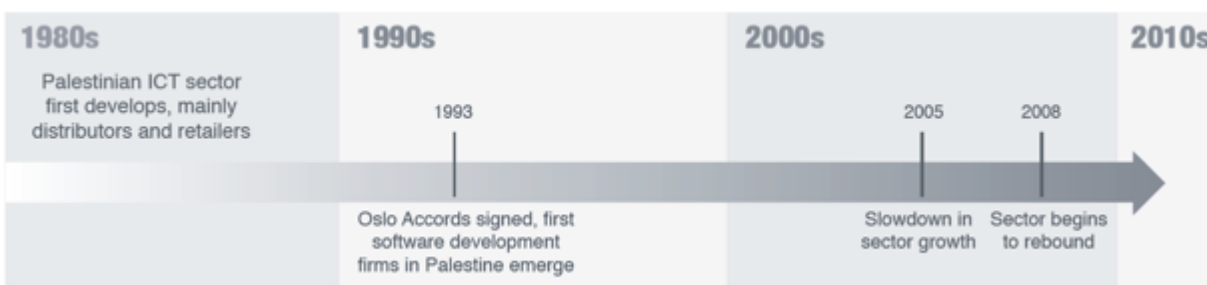 1980s
Palestinian ICT sector
first develops, mainly
distributors and retailers
1990s
1993
Oslo Accords signed, first
software development
firms in Palestine emerge
2000s
2005
Slowdown in
sector growth
2008
Sector begins
to rebound
2010s